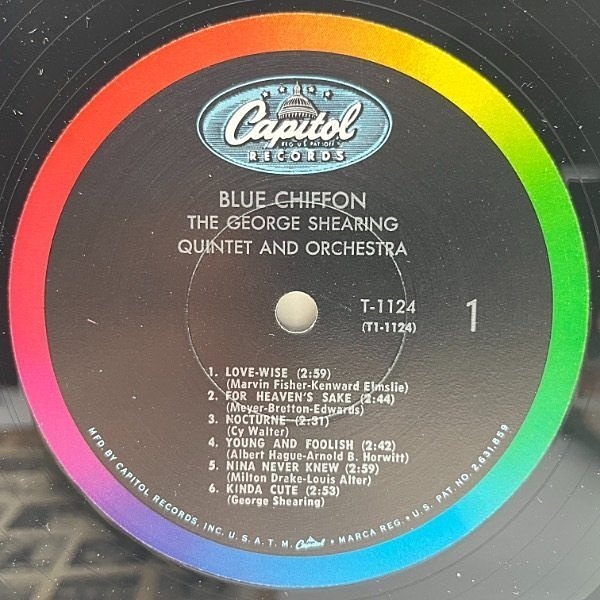 Capitol
REG. U.S. PAT. OFF.
RECORDS
BLUE CHIFFON
THE GEORGE SHEARING
QUINTET AND ORCHESTRA
T-1124
(T1-1124)
1
1. LOVE-WISE (2:59)
(Marvin Fisher-Kenward Elmslie)
2. FOR HEAVEN'S SAKE (2:44)
(Meyer-Bretton-Edwards)
3. NOCTURNE (2:31)
(Cy Walter)
4. YOUNG AND FOOLISH (2:42)
(Albert Hague-Arnold B. Horwitt)
5. NINA NEVER KNEW (2:59)
(Milton Drake-Louis Alter)
6. KINDA CUTE (2:53)
(George Shearing)
MFD. BY CAPITOL RECORDS, INC. U. S. A. T. M. Capitol • MARCA REG. • U. S. PAT. NO. 2,631,859